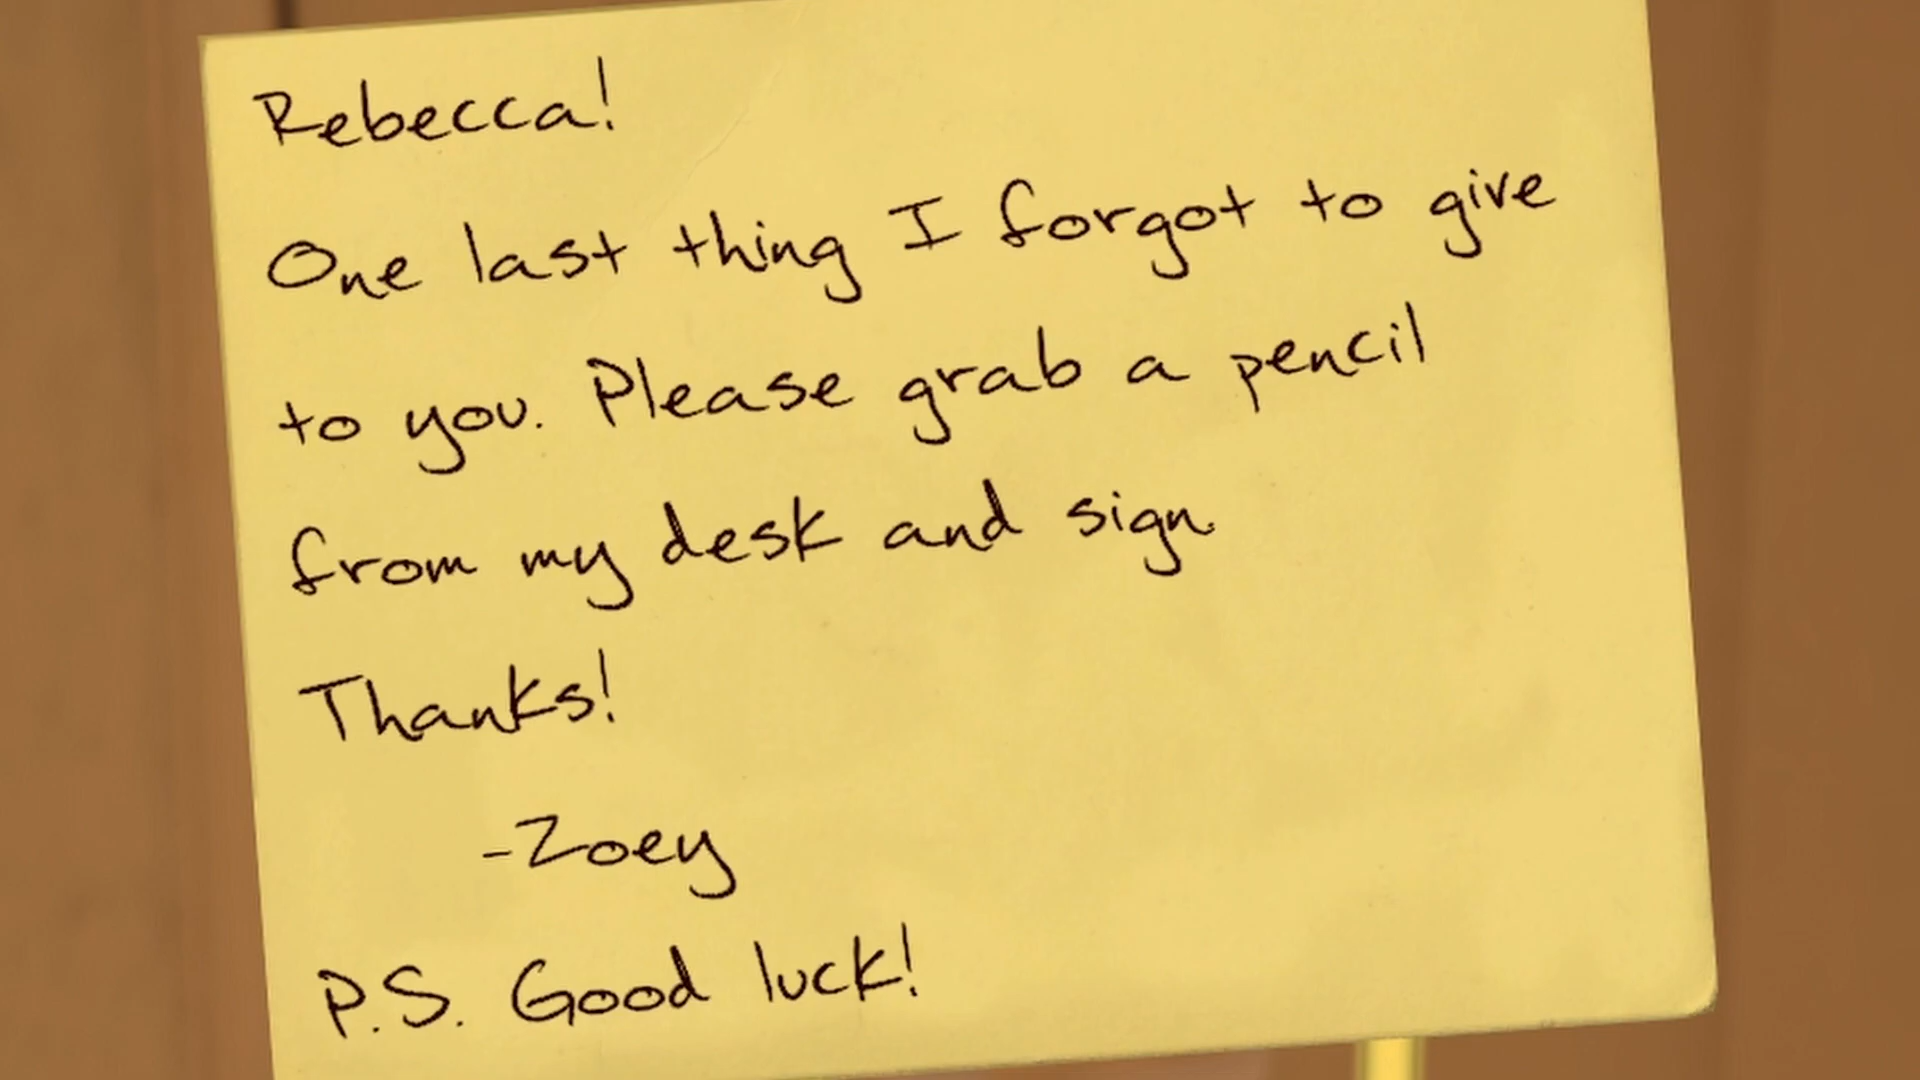 Rebecca!
One last thing I forgot to give
to you. Please grab a pencil
from my desk and sign.
Thanks!
-Zoey
P.S. Good luck!